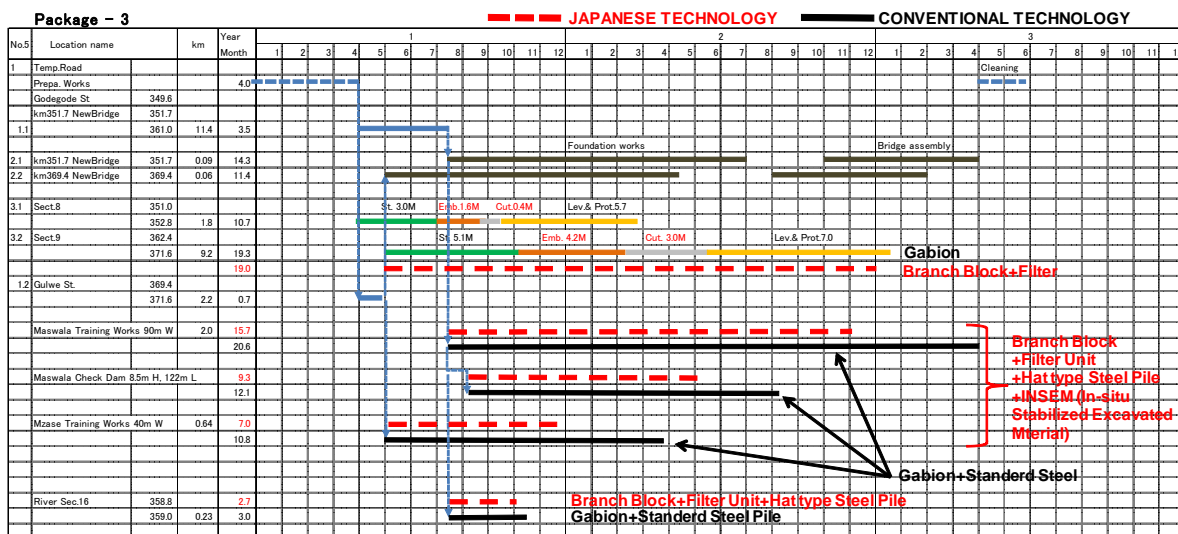 Package - 3
JAPANESE TECHNOLOGY
CONVENTIONAL TECHNOLOGY
No.5 Location name km Year 1 2 3
Month 1 2 3 4 5 6 7 8 9 10 11 12 1 2 3 4 5 6 7 8 9 10 11 12 1 2 3 4 5 6 7 8 9 10 11 1
1 Temp.Road Cleaning
Prepa. Works 4.0
Godegode St 349.6
km351.7 NewBridge 351.7
1.1 361.0 11.4 3.5
Foundation works Bridge assembly
2.1 km351.7 NewBridge 351.7 0.09 14.3
2.2 km369.4 NewBridge 369.4 0.06 11.4
3.1 Sect.8 351.0 St. 3.0M Emb.1.6M Cut.0.4M Lev.& Prot.5.7
352.8 1.8 10.7
3.2 Sect.9 362.4 St. 5.1M Emb. 4.2M Cut. 3.0M Lev.& Prot.7.0
371.6 9.2 19.3 Gabion
19.0 Branch Block+Filter
1.2 Gulwe St. 369.4
371.6 2.2 0.7
Maswala Training Works 90m W 2.0 15.7
20.6
Maswala Check Dam 8.5m H, 122m L 9.3
12.1
Mzase Training Works 40m W 0.64 7.0
10.8
Branch Block
+Filter Unit
+Hat type Steel Pile
+INSEM (In-situ
Stabilized Excavated
Mterial)
Gabion+Standerd Steel
River Sec.16 358.8 2.7 Branch Block+Filter Unit+Hat type Steel Pile
359.0 0.23 3.0 Gabion+Standerd Steel Pile